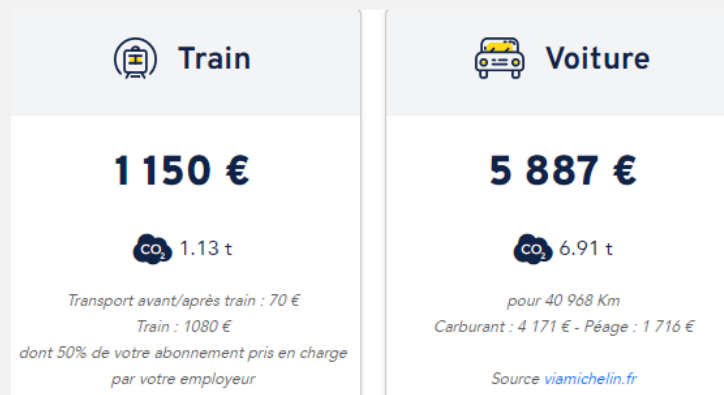 Train
1 150 €
CO2 1.13 t
Transport avant/après train : 70 €
Train : 1080 €
dont 50% de votre abonnement pris en charge
par votre employeur
Voiture
5 887 €
CO2 6.91 t
pour 40 968 Km
Carburant : 4 171 € - Péage : 1 716 €
Source viamichelin.fr